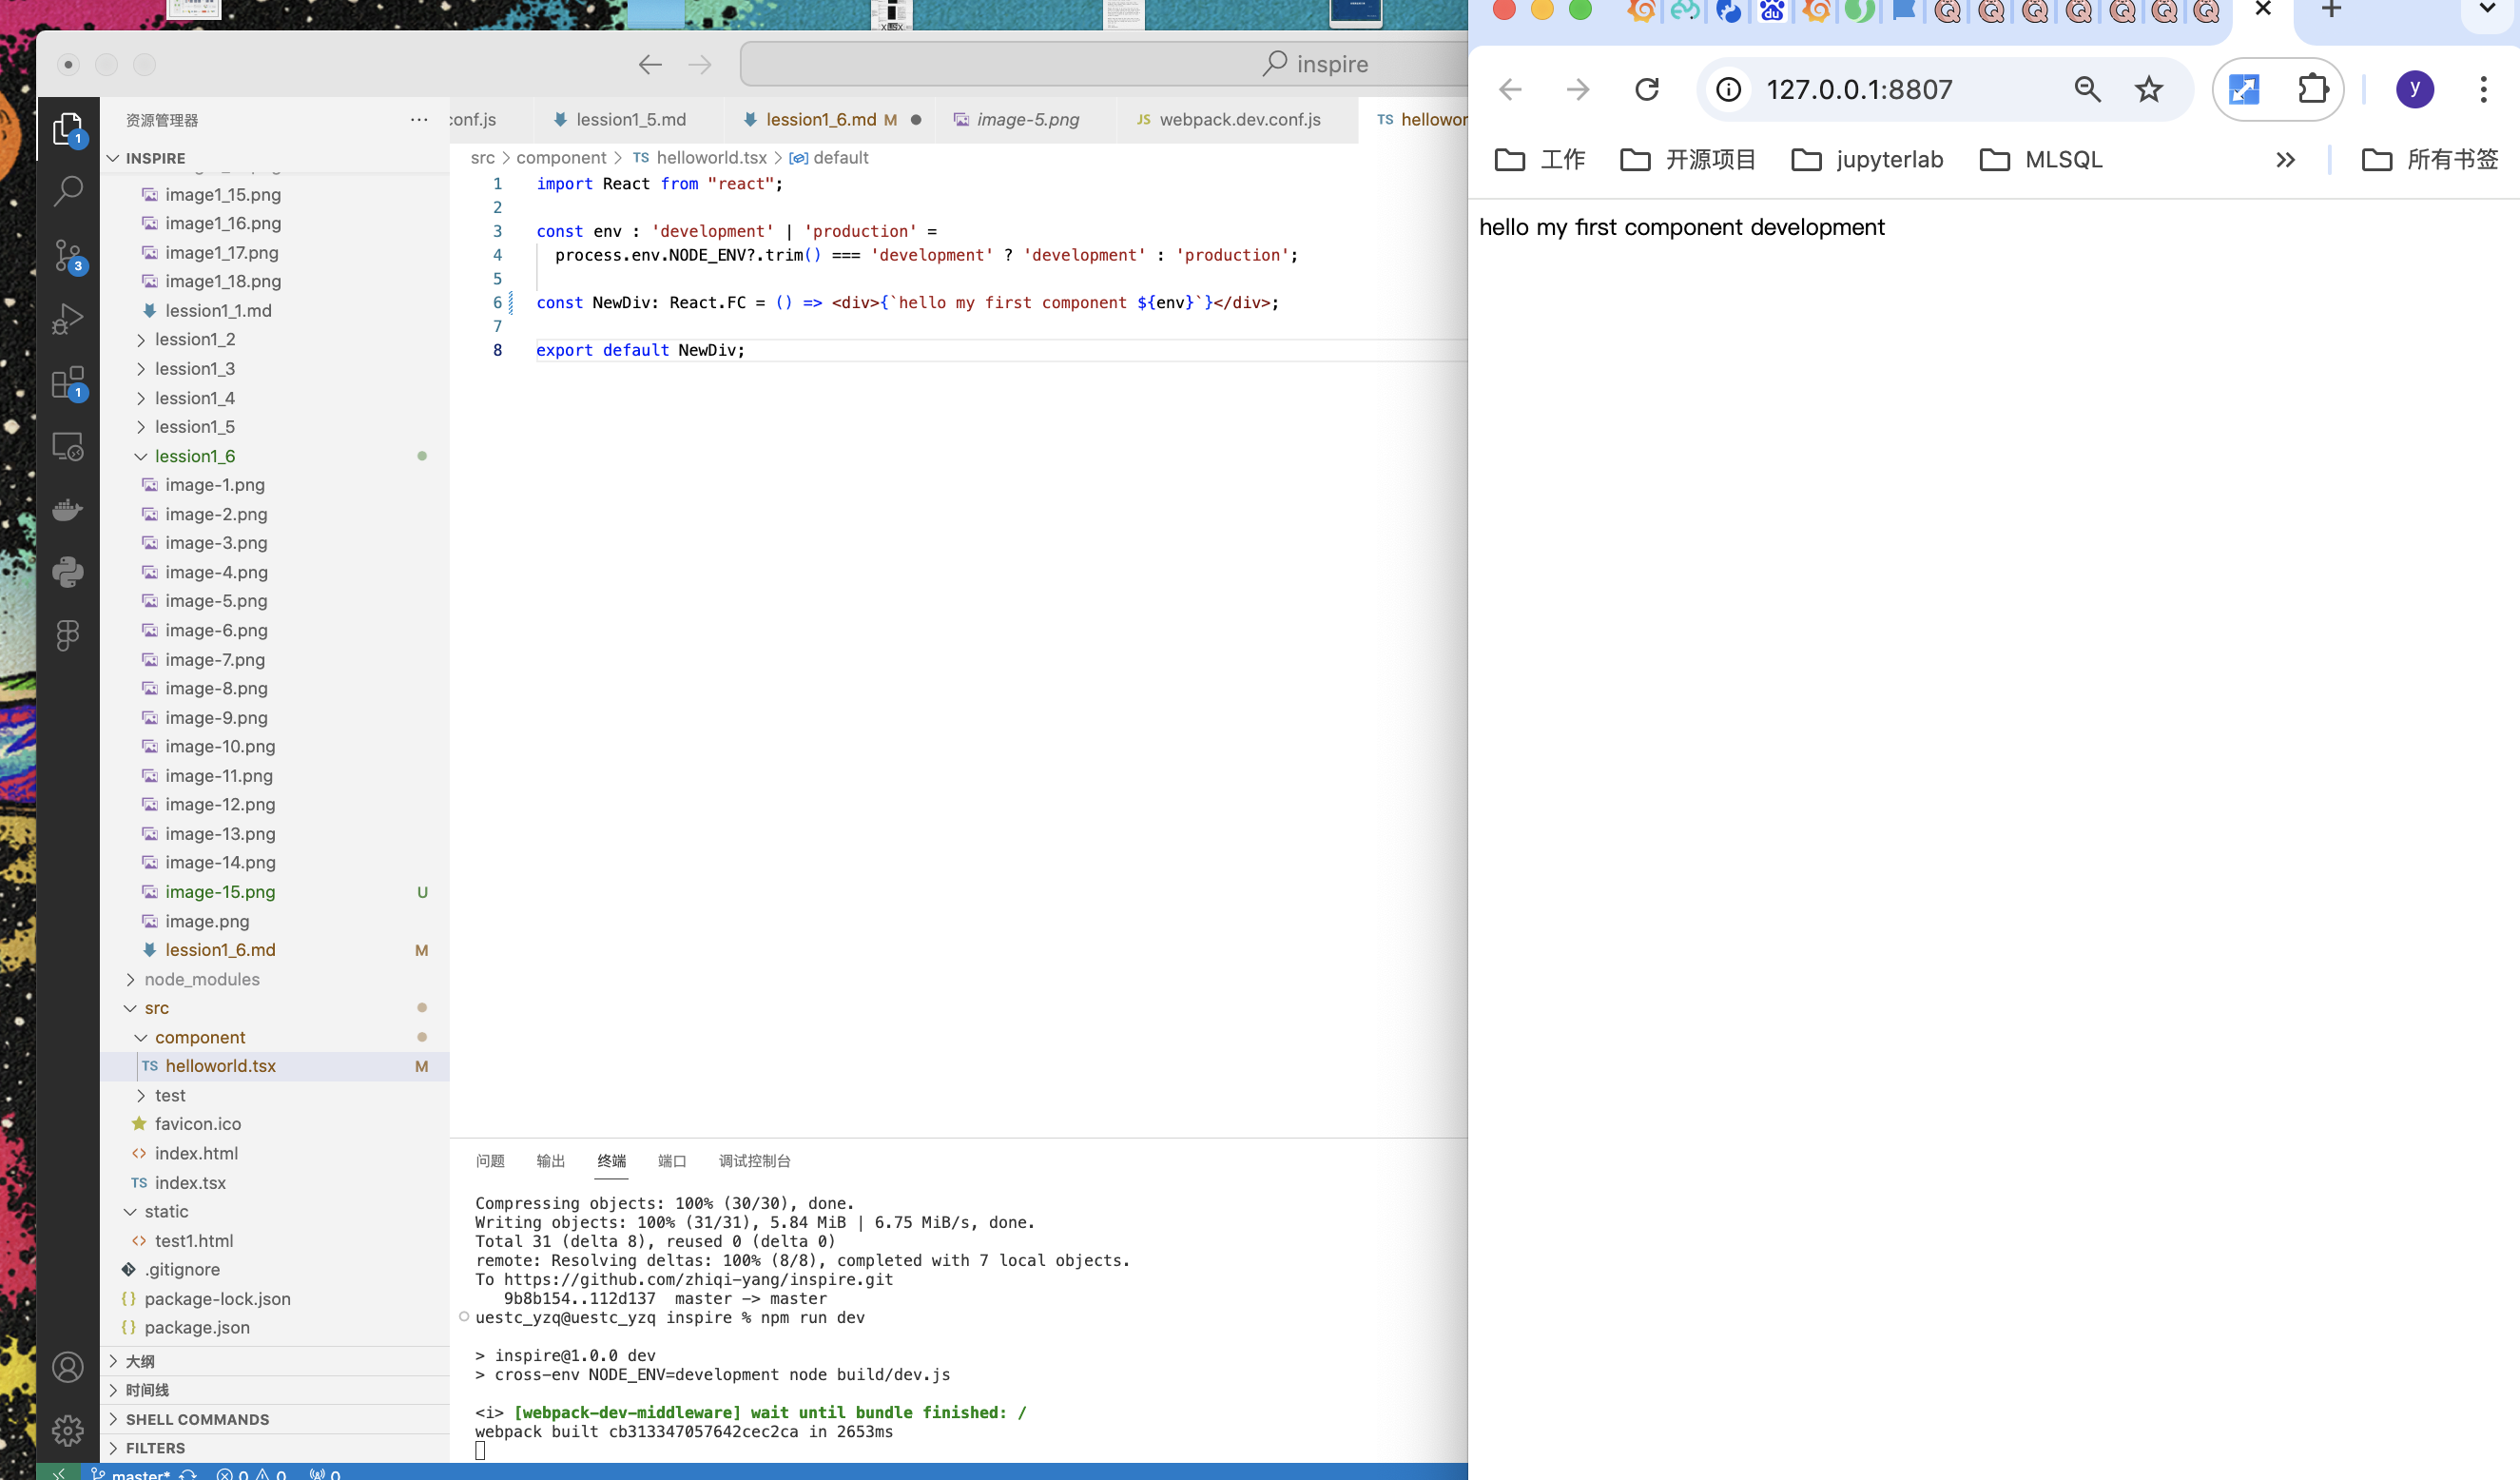 inspire
资源管理器
INSPIRE
image1_15.png
image1_16.png
image1_17.png
image1_18.png
lession1_1.md
lession1_2
lession1_3
lession1_4
lession1_5
lession1_6
image-1.png
image-2.png
image-3.png
image-4.png
image-5.png
image-6.png
image-7.png
image-8.png
image-9.png
image-10.png
image-11.png
image-12.png
image-13.png
image-14.png
image-15.png U
image.png
lession1_6.md M
node_modules
src
component
TS helloworld.tsx M
test
favicon.ico
index.html
TS index.tsx
static
test1.html
.gitignore
package-lock.json
package.json
大纲
时间线
SHELL COMMANDS
FILTERS
master* 0 0 0
1
3
1
conf.js lession1_5.md lession1_6.md M image-5.png JS webpack.dev.conf.js TS hellowor
src > component > TS helloworld.tsx > default
1 import React from "react";
2
3 const env : 'development' | 'production' =
4 process.env.NODE_ENV?.trim() === 'development' ? 'development' : 'production';
5
6 const NewDiv: React.FC = () => <div>{`hello my first component ${env}`}</div>;
7
8 export default NewDiv;
问题 输出 终端 端口 调试控制台
Compressing objects: 100% (30/30), done.
Writing objects: 100% (31/31), 5.84 MiB | 6.75 MiB/s, done.
Total 31 (delta 8), reused 0 (delta 0)
remote: Resolving deltas: 100% (8/8), completed with 7 local objects.
To https://github.com/zhiqi-yang/inspire.git
9b8b154..112d137 master -> master
uestc_yzq@uestc_yzq inspire % npm run dev
> inspire@1.0.0 dev
> cross-env NODE_ENV=development node build/dev.js
<i> [webpack-dev-middleware] wait until bundle finished: /
webpack built cb313347057642cec2ca in 2653ms
127.0.0.1:8807
y
工作 开源项目 jupyterlab MLSQL » 所有书签
hello my first component development